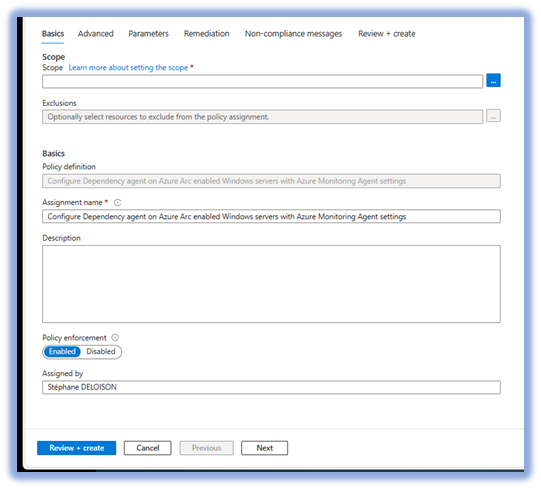 Basics Advanced Parameters Remediation Non-compliance messages Review + create
Scope
Scope Learn more about setting the scope *
...
Exclusions
Optionally select resources to exclude from the policy assignment.
...
Basics
Policy definition
Configure Dependency agent on Azure Arc enabled Windows servers with Azure Monitoring Agent settings
Assignment name *
Configure Dependency agent on Azure Arc enabled Windows servers with Azure Monitoring Agent settings
Description
Policy enforcement
Enabled Disabled
Assigned by
Stéphane DELOISON
Review + create Cancel Previous Next